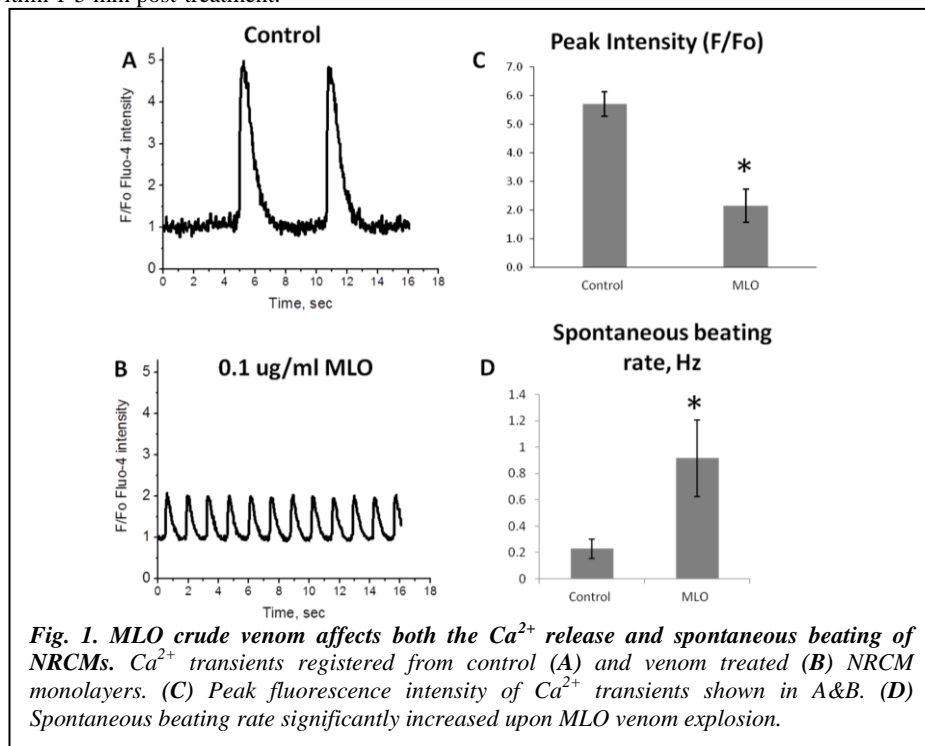 min post-treatment.
Control
A
5
4
3
2
1
0
F/Fo Fluo-4 intensity
0 2 4 6 8 10 12 14 16 18
Time, sec
C
Peak Intensity (F/Fo)
7.0
6.0
5.0
4.0
3.0
2.0
1.0
0.0
*
Control MLO
B
0.1 ug/ml MLO
5
4
3
2
1
0
F/Fo Fluo-4 intensity
0 2 4 6 8 10 12 14 16 18
Time, sec
D
Spontaneous beating
rate, Hz
1.4
1.2
1
0.8
0.6
0.4
0.2
0
*
Control MLO
Fig. 1. MLO crude venom affects both the Ca²⁺ release and spontaneous beating of
NRCMs. Ca²⁺ transients registered from control (A) and venom treated (B) NRCM
monolayers. (C) Peak fluorescence intensity of Ca²⁺ transients shown in A&B. (D)
Spontaneous beating rate significantly increased upon MLO venom explosion.